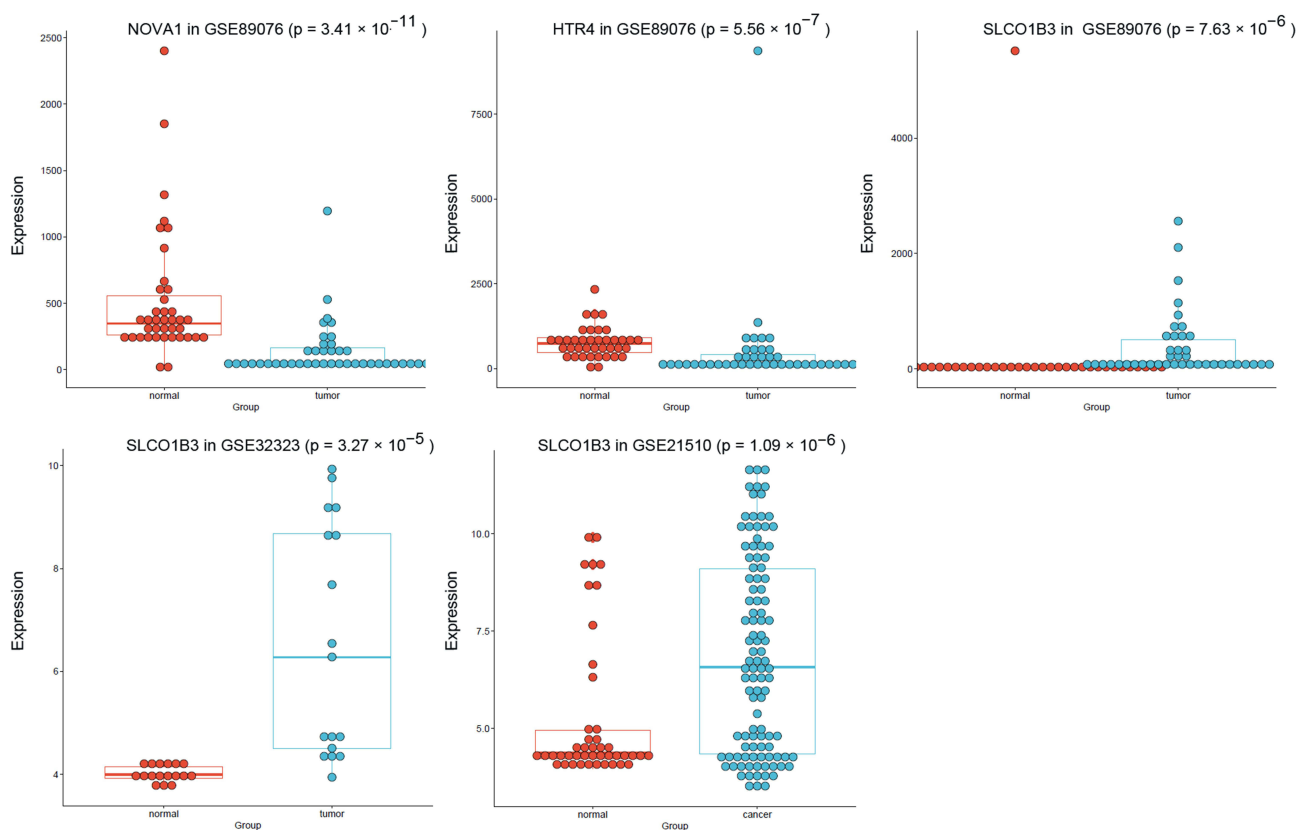 NOVA1 in GSE89076 (p = 3.41 × 10⁻¹¹)
2500
2000
1500
1000
500
0
Expression
normal
tumor
Group
HTR4 in GSE89076 (p = 5.56 × 10⁻⁷)
7500
5000
2500
0
Expression
normal
tumor
Group
SLCO1B3 in GSE89076 (p = 7.63 × 10⁻⁶)
4000
2000
0
Expression
normal
tumor
Group
SLCO1B3 in GSE32323 (p = 3.27 × 10⁻⁵ )
10
8
6
4
Expression
normal
tumor
Group
SLCO1B3 in GSE21510 (p = 1.09 × 10⁻⁶ )
10.0
7.5
5.0
Expression
normal
cancer
Group